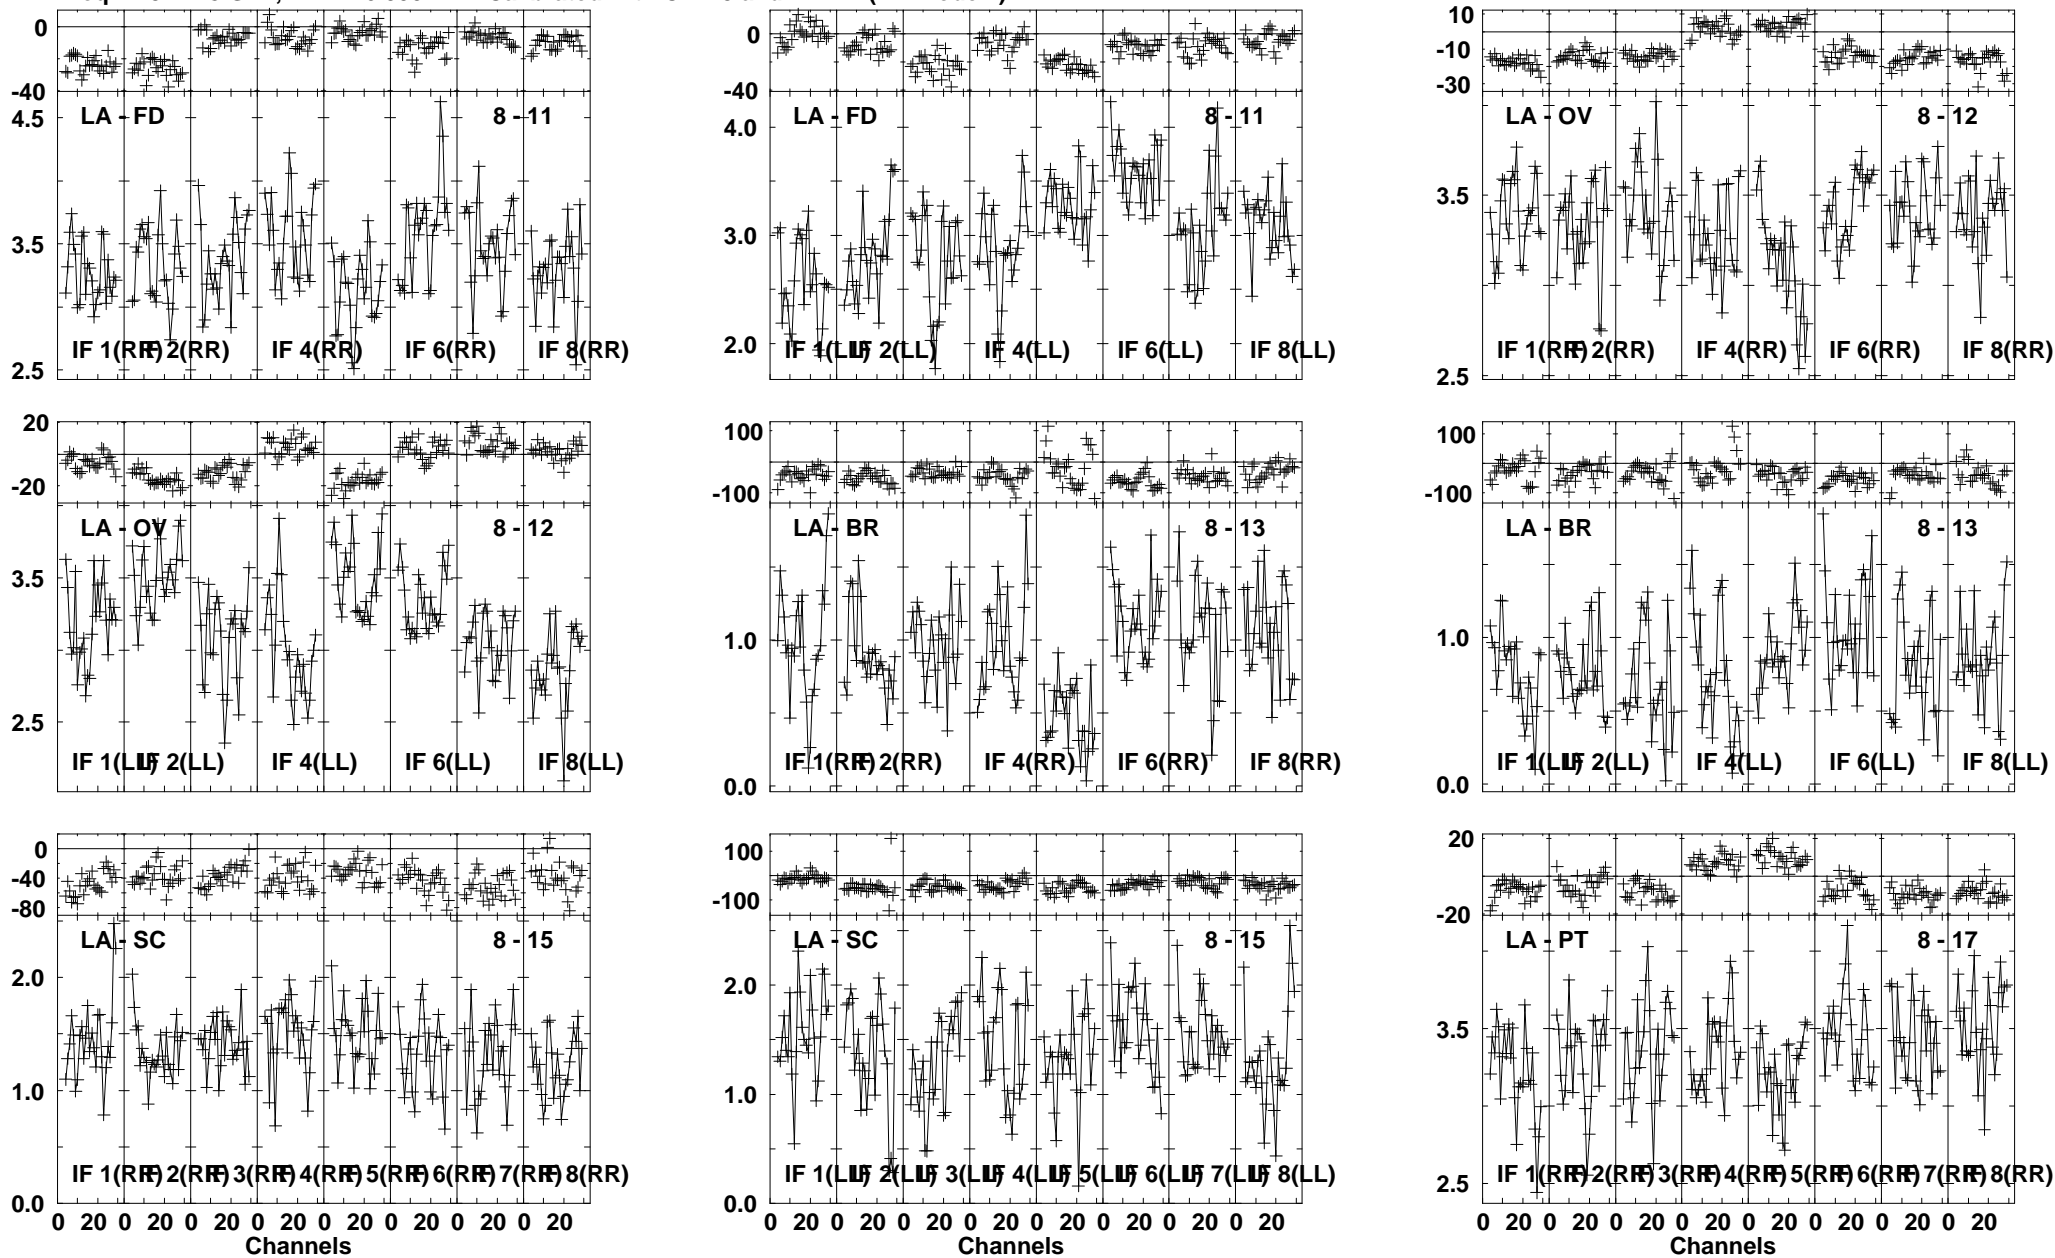 0
-40
LA - FD 8 - 11
4.5
3.5
2.5
IF 1(RR) IF 2(RR) IF 4(RR) IF 6(RR) IF 8(RR)
0
-40
LA - FD 8 - 11
4.0
3.0
2.0
IF 1(LL) IF 2(LL) IF 4(LL) IF 6(LL) IF 8(LL)
10
-10
-30
LA - OV 8 - 12
3.5
2.5
IF 1(RR) IF 2(RR) IF 4(RR) IF 6(RR) IF 8(RR)
20
-20
LA - OV 8 - 12
3.5
2.5
IF 1(LL) IF 2(LL) IF 4(LL) IF 6(LL) IF 8(LL)
100
-100
LA - BR 8 - 13
1.0
0.0
IF 1(RR) IF 2(RR) IF 4(RR) IF 6(RR) IF 8(RR)
100
-100
LA - BR 8 - 13
1.0
0.0
IF 1(LL) IF 2(LL) IF 4(LL) IF 6(LL) IF 8(LL)
0
-40
-80
LA - SC 8 - 15
2.0
1.0
0.0
IF 1(RR) IF 2(RR) IF 3(RR) IF 4(RR) IF 5(RR) IF 6(RR) IF 7(RR) IF 8(RR)
0 20 0 20 0 20 0 20 0 20 0 20 0 20 0 20
Channels
100
-100
LA - SC 8 - 15
2.0
1.0
0.0
IF 1(LL) IF 2(LL) IF 3(LL) IF 4(LL) IF 5(LL) IF 6(LL) IF 7(LL) IF 8(LL)
0 20 0 20 0 20 0 20 0 20 0 20 0 20 0 20
Channels
20
-20
LA - PT 8 - 17
3.5
2.5
IF 1(RR) IF 2(RR) IF 3(RR) IF 4(RR) IF 5(RR) IF 6(RR) IF 7(RR) IF 8(RR)
0 20 0 20 0 20 0 20 0 20 0 20 0 20 0 20
Channels